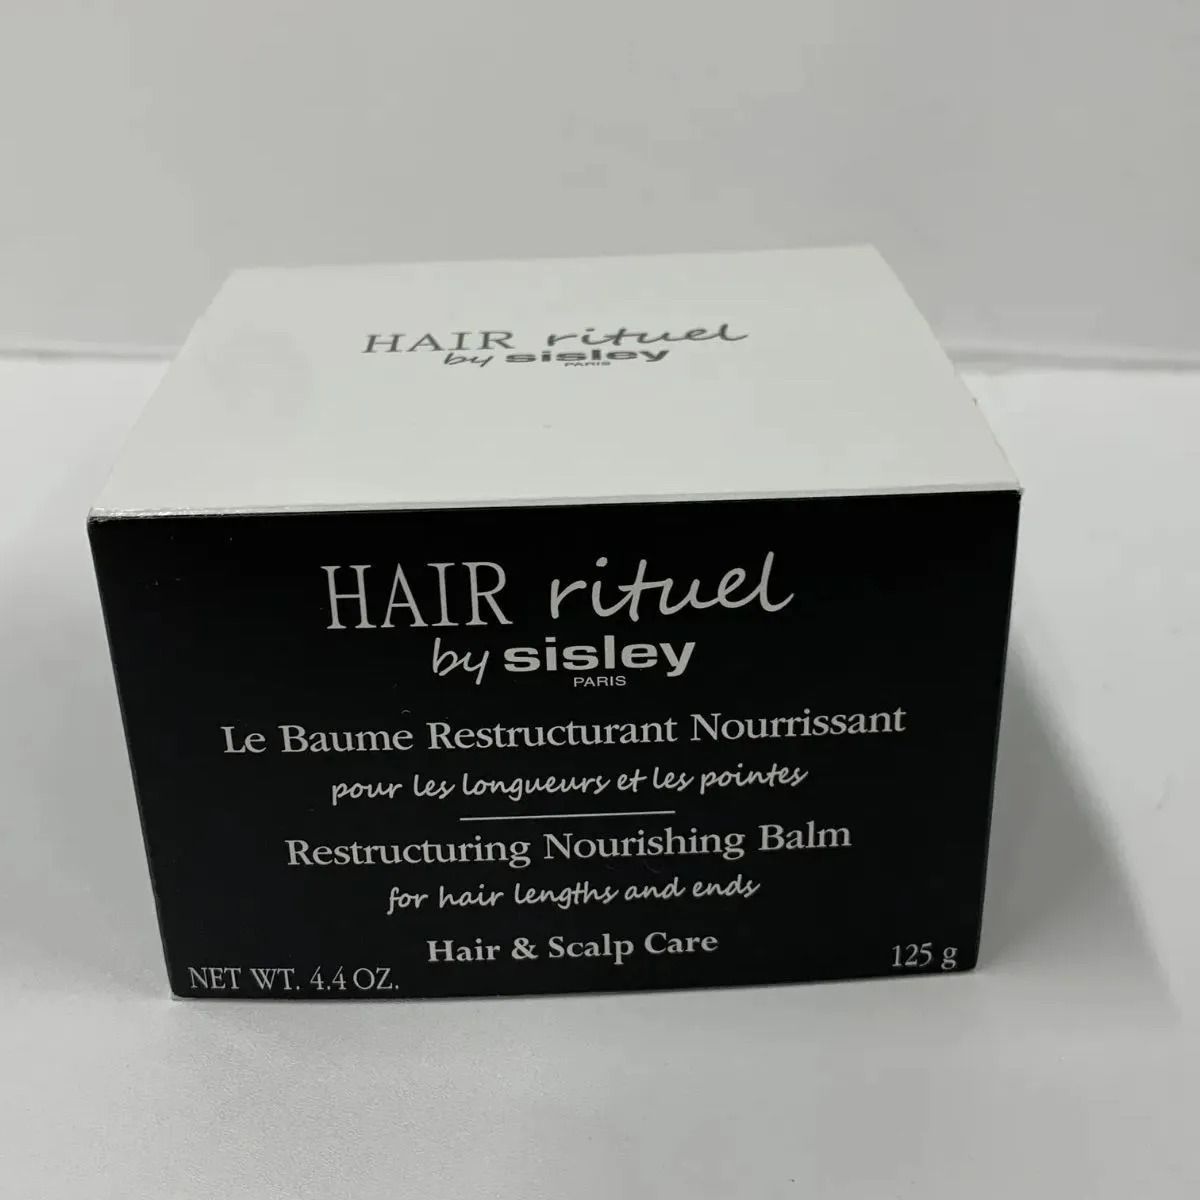 HAIR rituel
by sisley
PARIS
HAIR rituel
by sisley
PARIS
Le Baume Restructurant Nourrissant
pour les longueurs et les pointes
Restructuring Nourishing Balm
for hair lengths and ends
Hair & Scalp Care
NET WT. 4.4 OZ.
125 g